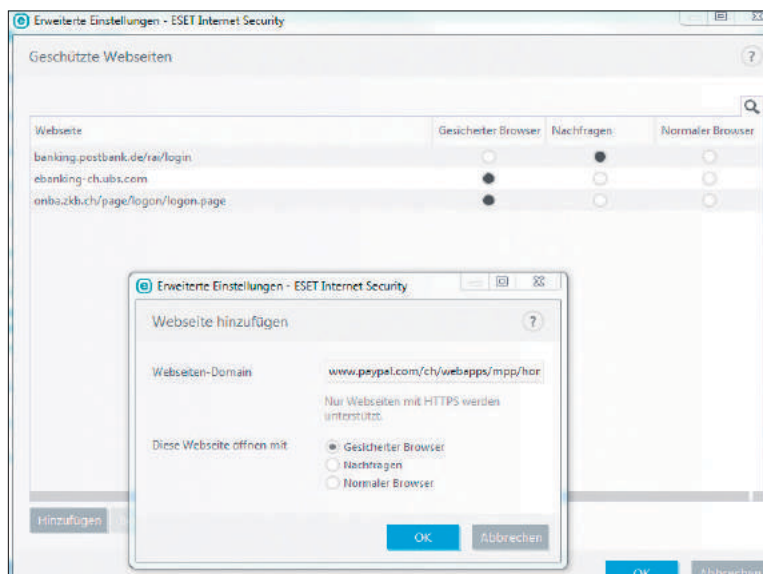 Erweiterte Einstellungen - ESET Internet Security
Geschützte Webseiten
?
Webseite Gesicherter Browser Nachfragen Normaler Browser
banking.postbank.de/rai/login
ebanking-ch.ubs.com
onba.zkb.ch/page/logon/logon.page
Erweiterte Einstellungen - ESET Internet Security
Webseite hinzufügen
?
Webseiten-Domain www.paypal.com/ch/webapps/mpp/hor
Nur Webseiten mit HTTPS werden
unterstützt.
Diese Webseite öffnen mit Gesicherter Browser
Nachfragen
Normaler Browser
Hinzufügen
OK Abbrechen
OK Abbrechen